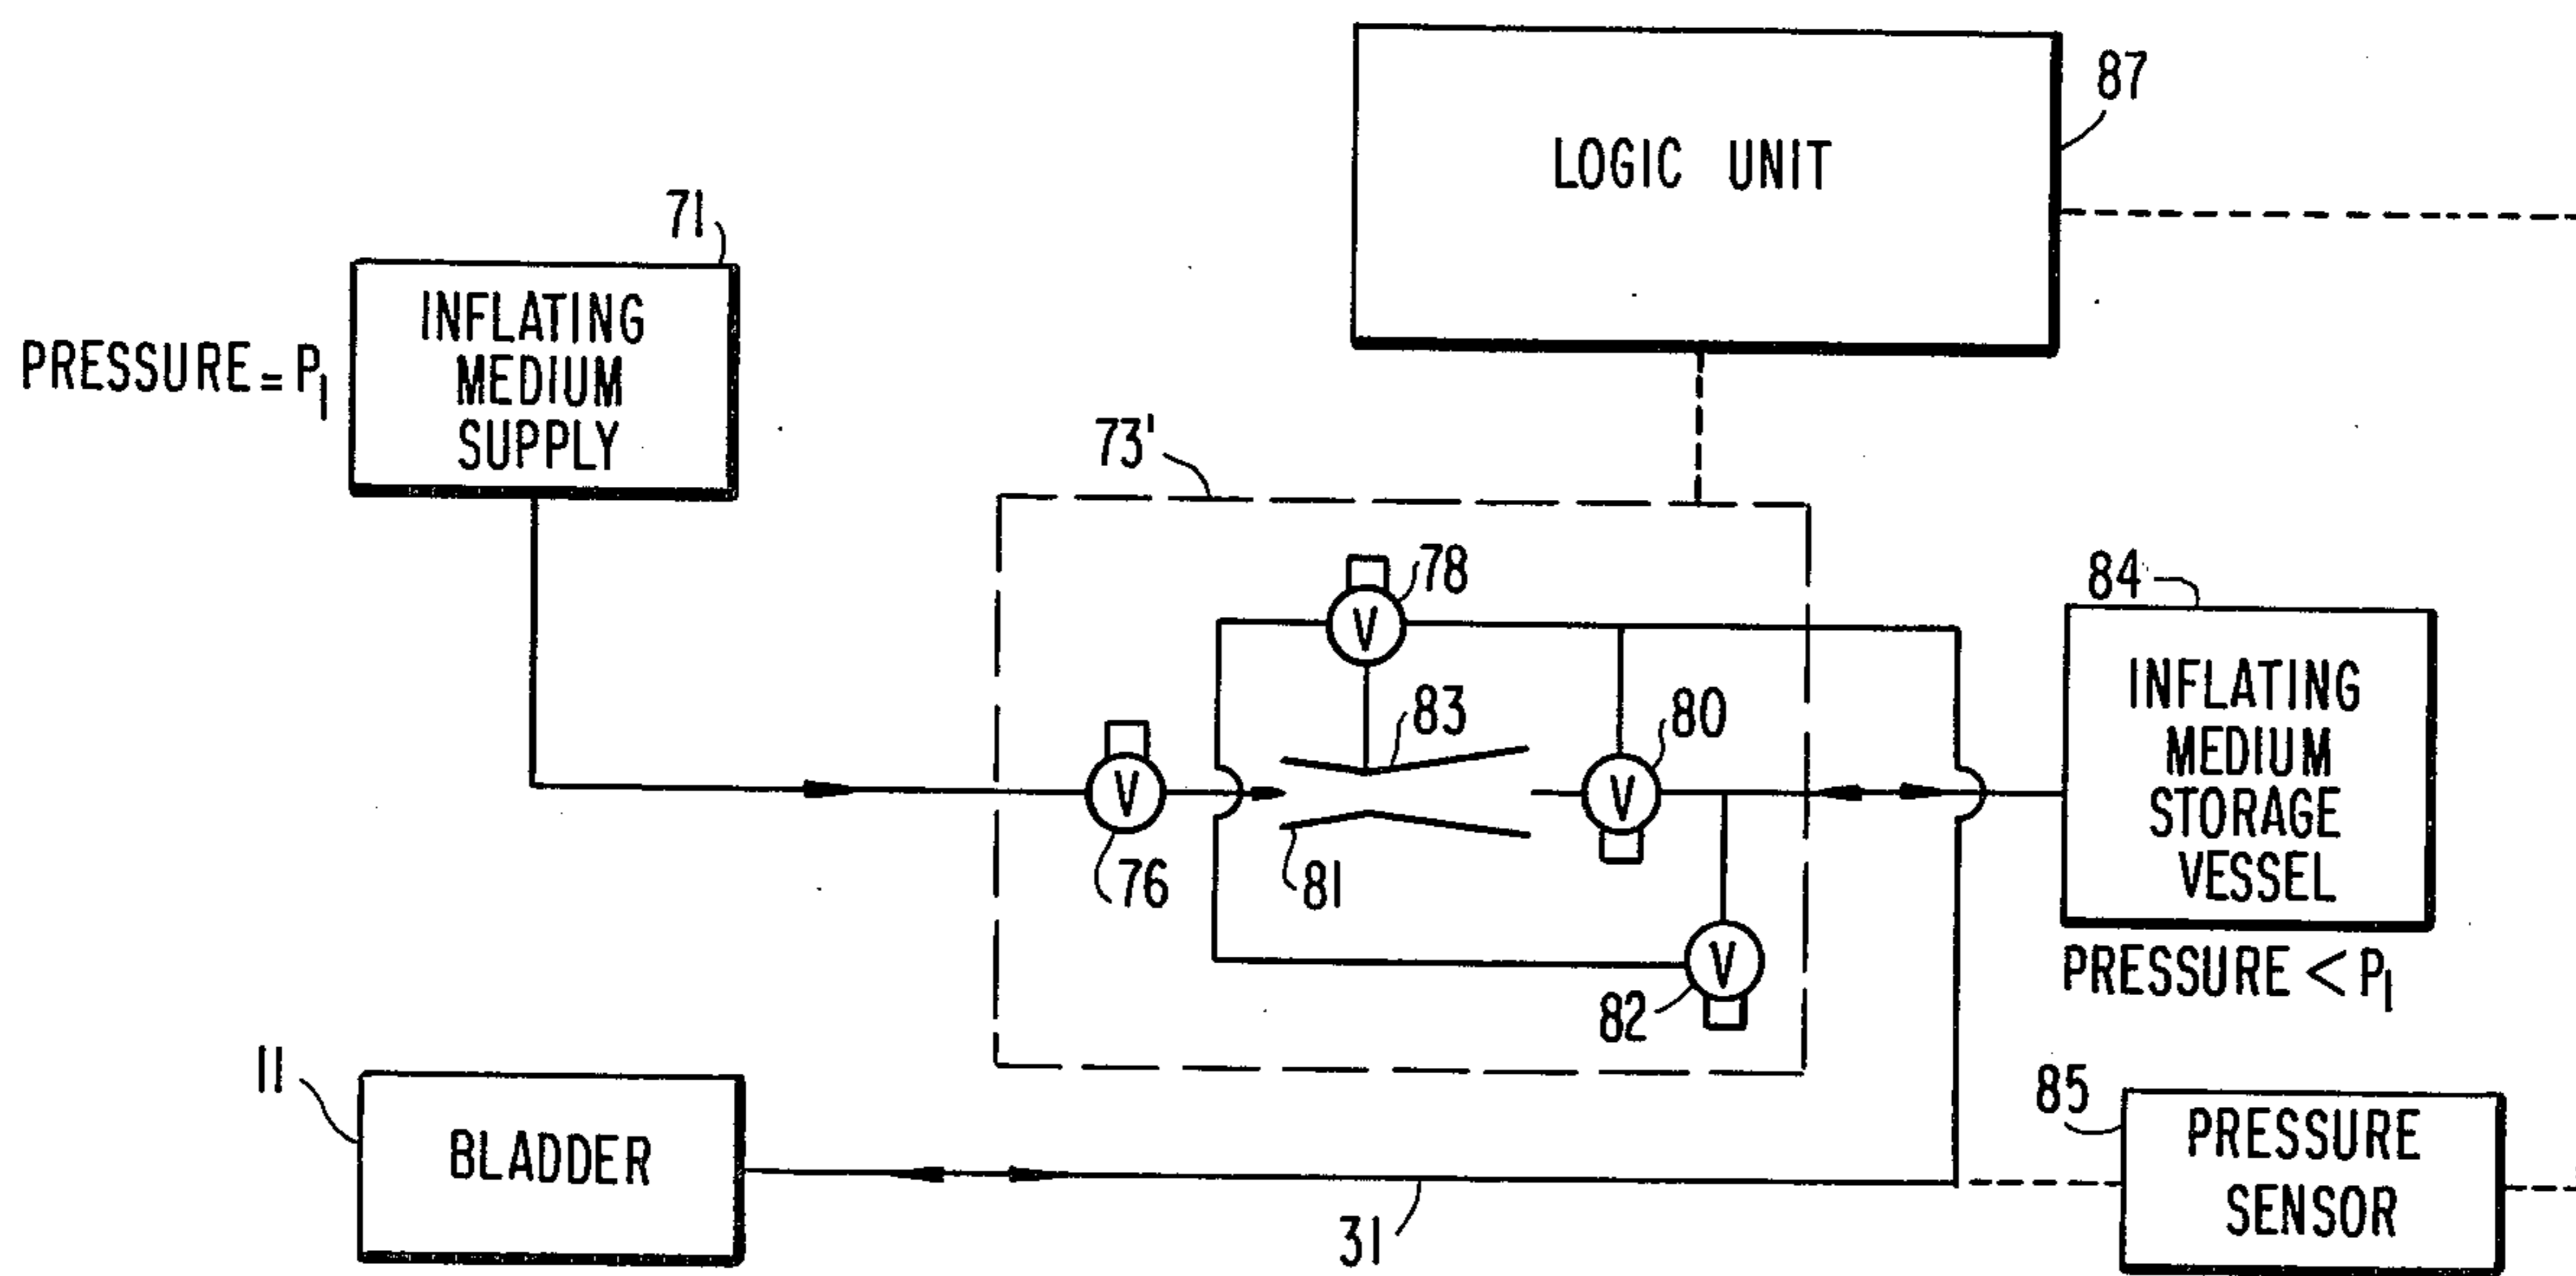 LOGIC UNIT
87
71
INFLATING
MEDIUM
SUPPLY
PRESSURE = P1
73'
78
V
83
80
84
V
V
76
81
INFLATING
MEDIUM
STORAGE
VESSEL
V
82
PRESSURE < P1
11
BLADDER
31
85
PRESSURE
SENSOR